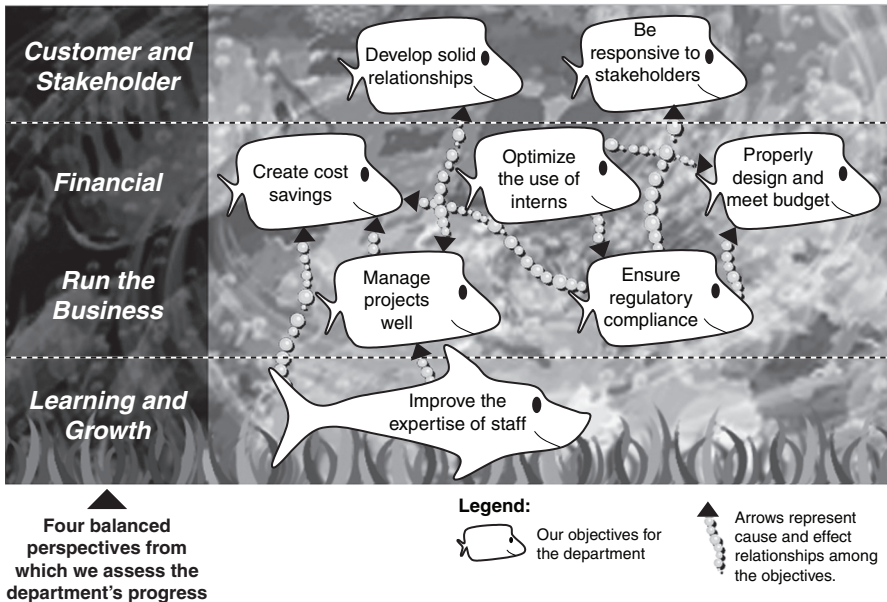 Customer and
Stakeholder
Develop solid
relationships
Be
responsive to
stakeholders
Financial
Create cost
savings
Optimize
the use of
interns
Properly
design and
meet budget
Run the
Business
Manage
projects
well
Ensure
regulatory
compliance
Learning and
Growth
Improve the
expertise of staff
Four balanced
perspectives from
which we assess the
department's progress
Legend:
Our objectives for
the department
Arrows represent
cause and effect
relationships among
the objectives.